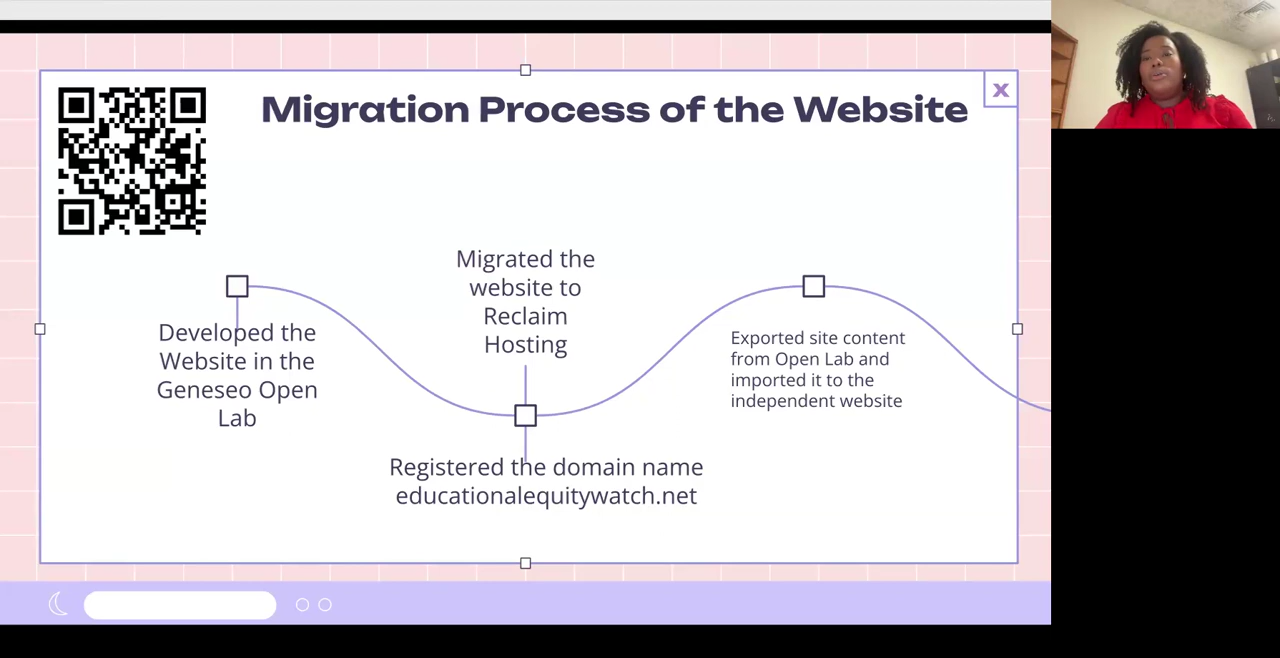 Migration Process of the Website
X
Developed the
Website in the
Geneseo Open
Lab
Migrated the
website to
Reclaim
Hosting
Registered the domain name
educationalequitywatch.net
Exported site content
from Open Lab and
imported it to the
independent website